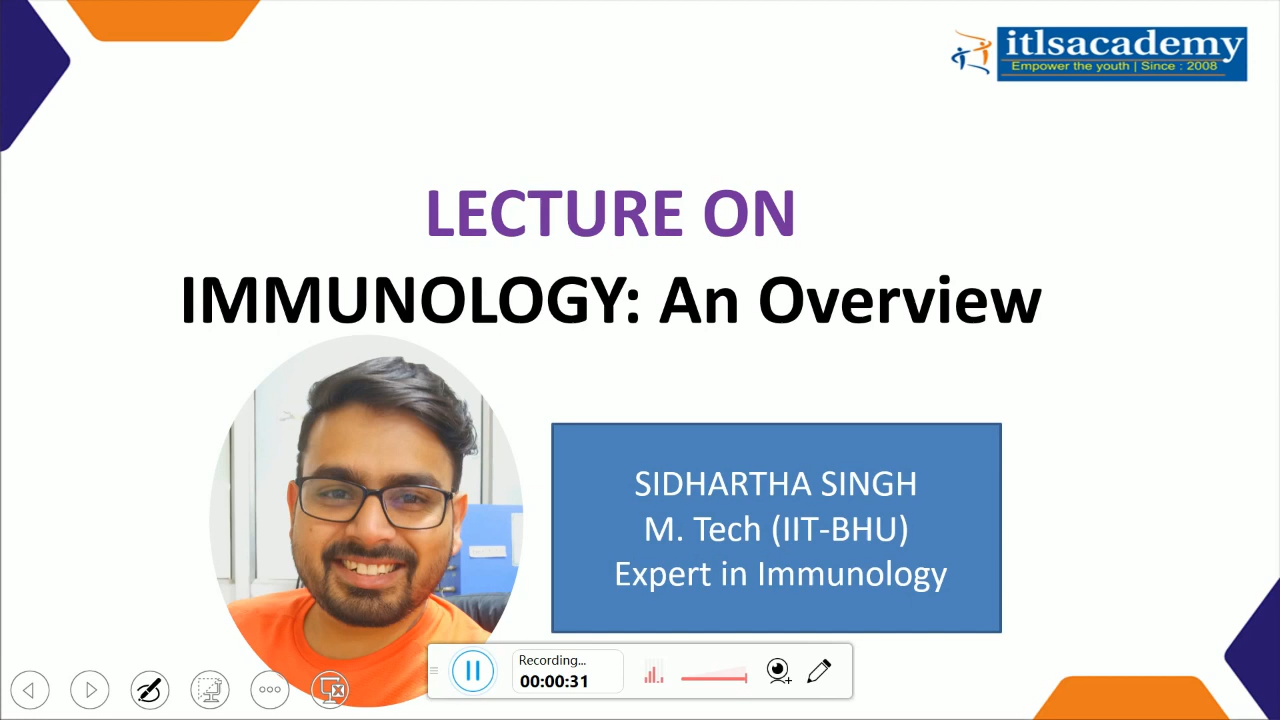 itlsacademy
Empower the youth | Since : 2008
LECTURE ON
IMMUNOLOGY: An Overview
SIDHARTHA SINGH
M. Tech (IIT-BHU)
Expert in Immunology
Recording...
00:00:31